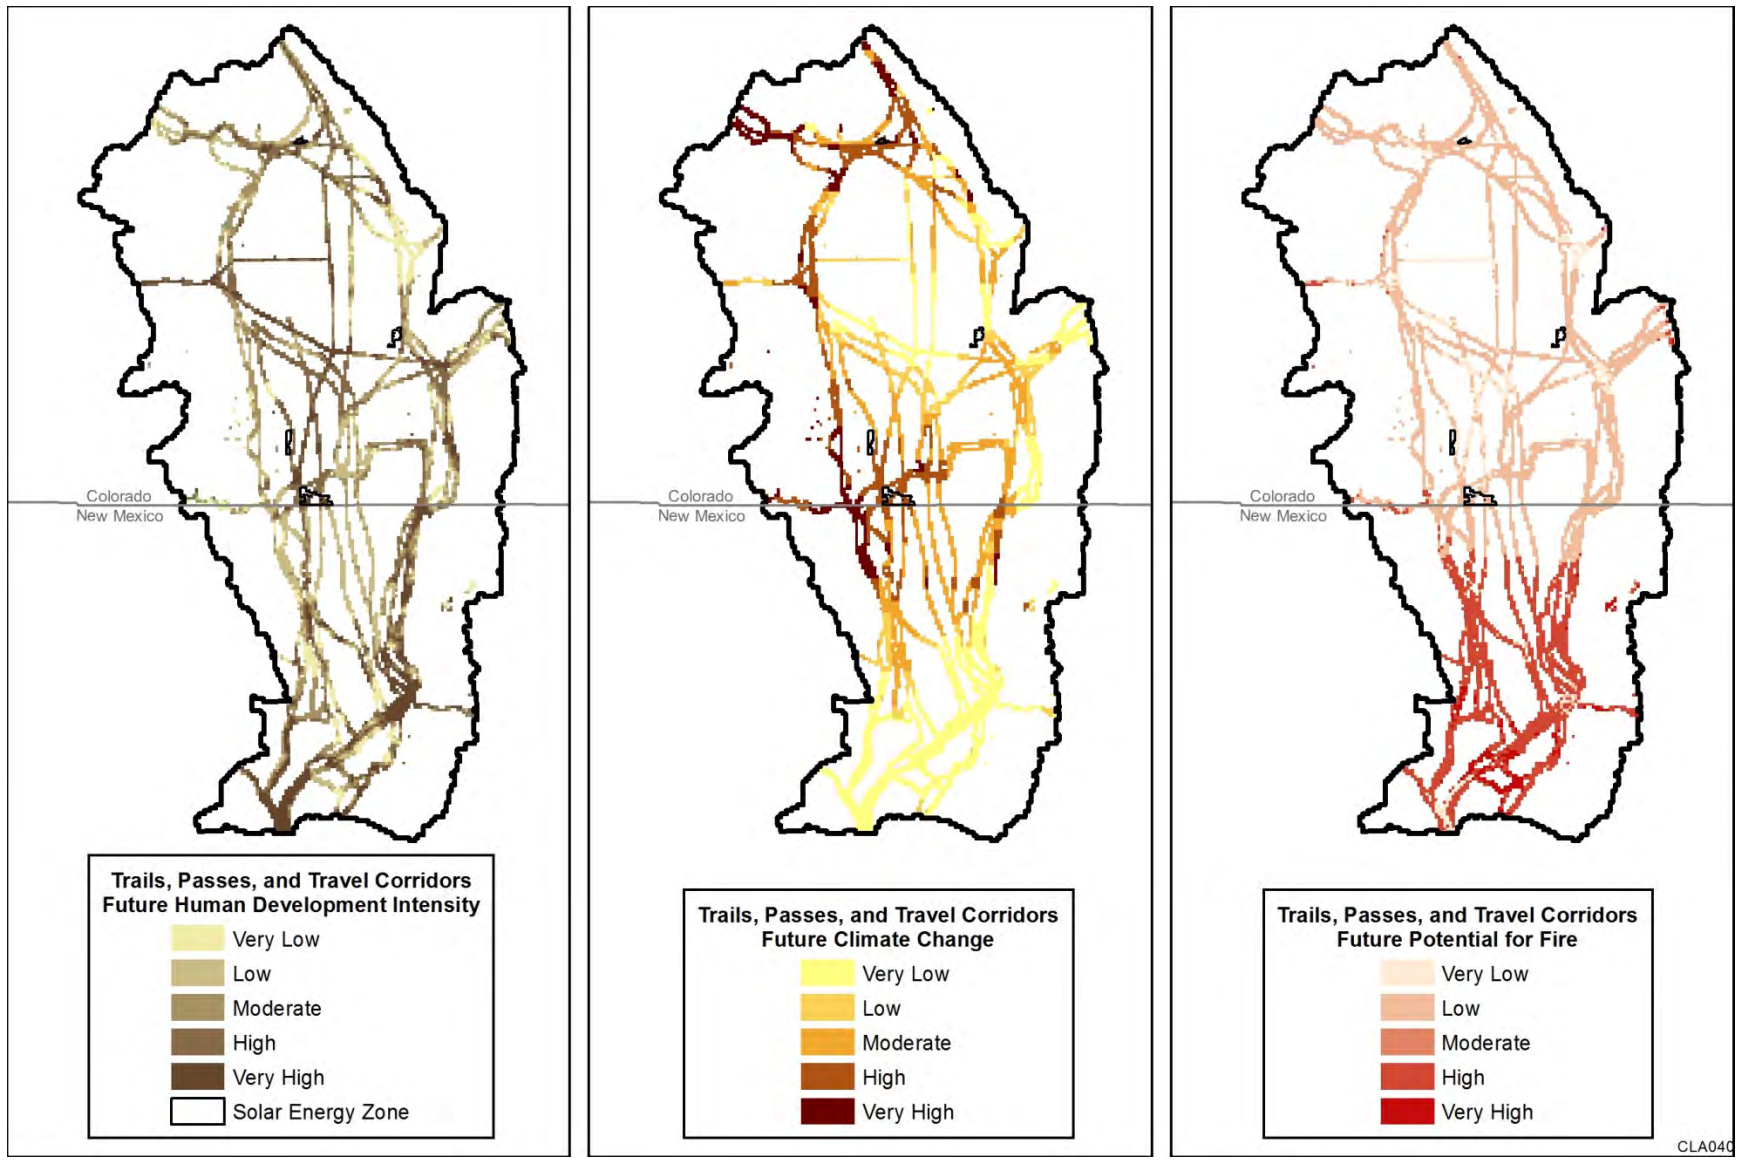 Colorado
New Mexico
Trails, Passes, and Travel Corridors
Future Human Development Intensity
Very Low
Low
Moderate
High
Very High
Solar Energy Zone
Colorado
New Mexico
Trails, Passes, and Travel Corridors
Future Climate Change
Very Low
Low
Moderate
High
Very High
Colorado
New Mexico
Trails, Passes, and Travel Corridors
Future Potential for Fire
Very Low
Low
Moderate
High
Very High
CLA040